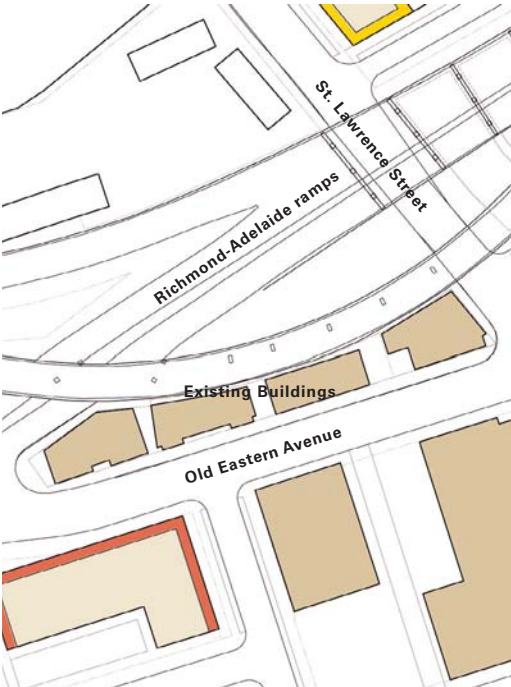 St. Lawrence Street
Richmond-Adelaide ramps
Existing Buildings
Old Eastern Avenue